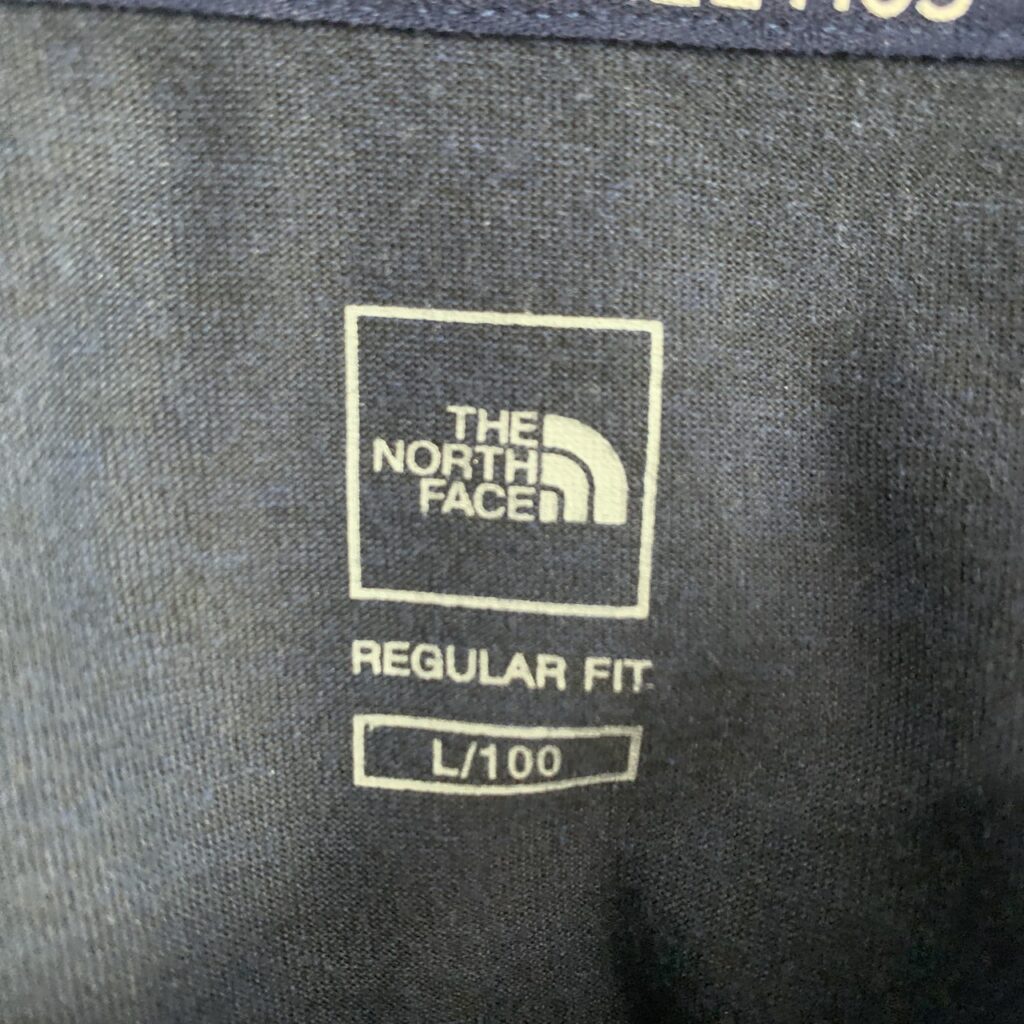 THE
NORTH
FACE
REGULAR FIT
L/100